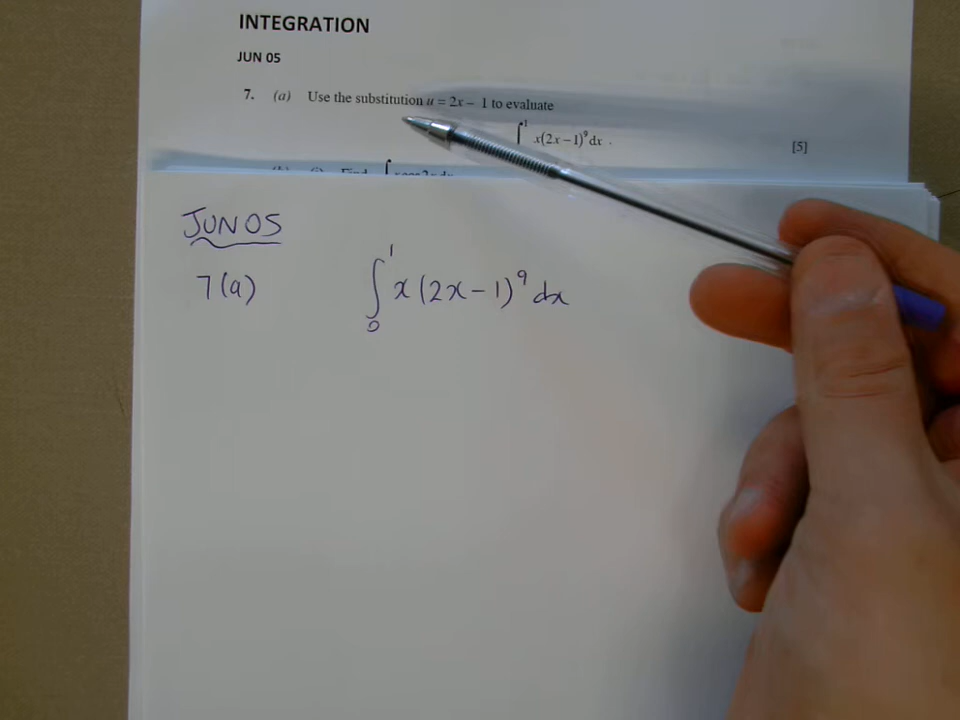 INTEGRATION
JUN 05
7. (a) Use the substitution u = 2x – 1 to evaluate
∫¹ x(2x – 1)⁹ dx .
[5]
JUN 05
7(a) ∫₀¹ x(2x – 1)⁹ dx